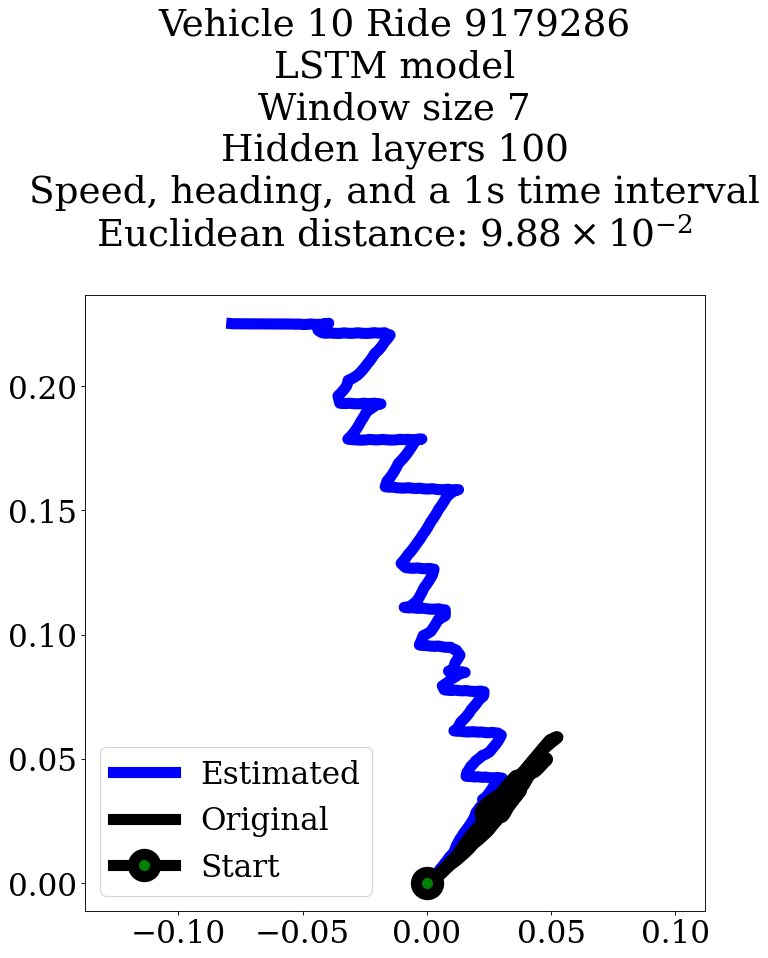 Vehicle 10 Ride 9179286
LSTM model
Window size 7
Hidden layers 100
Speed, heading, and a 1s time interval
Euclidean distance: 9.88 × 10⁻²
0.20
0.15
0.10
0.05
0.00
Estimated
Original
Start
−0.10 −0.05 0.00 0.05 0.10